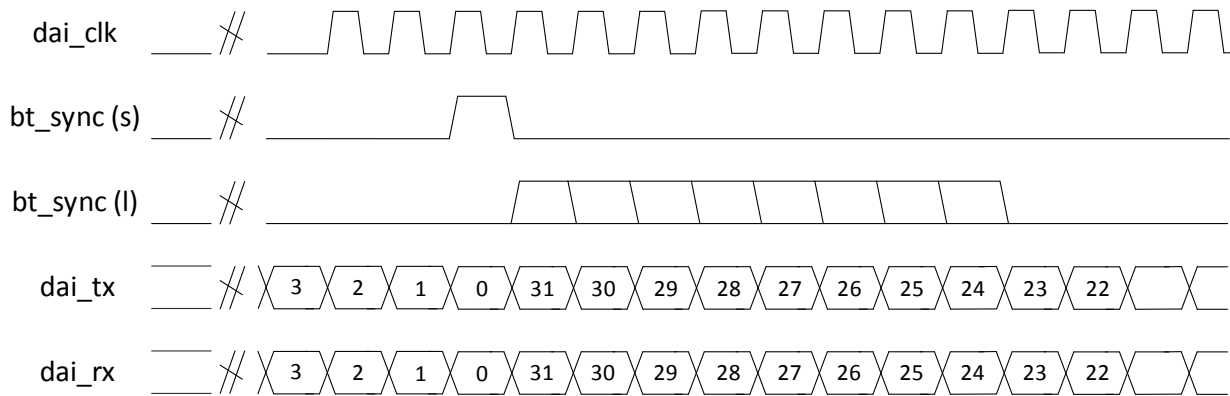 dai_clk
bt_sync (s)
bt_sync (l)
dai_tx 3 2 1 0 31 30 29 28 27 26 25 24 23 22
dai_rx 3 2 1 0 31 30 29 28 27 26 25 24 23 22